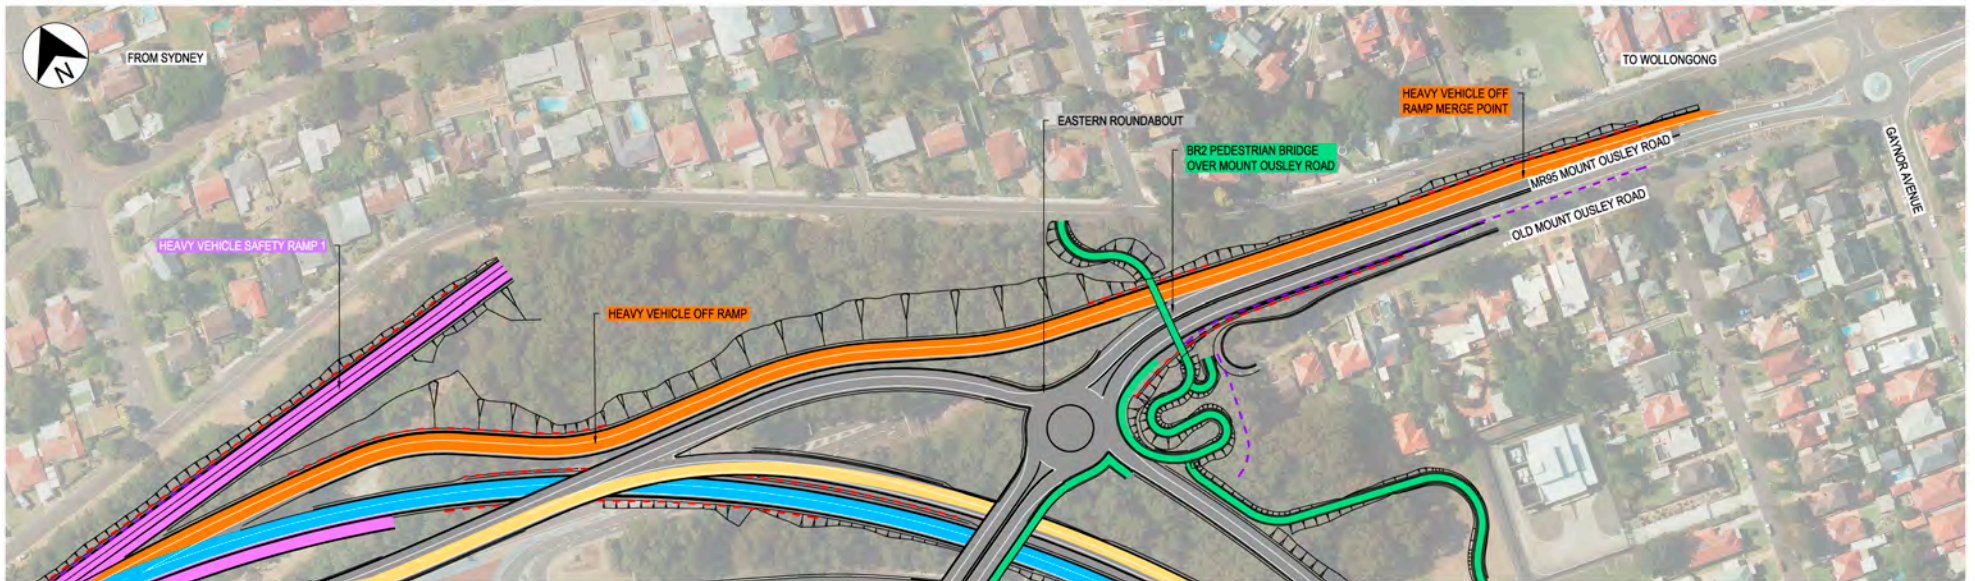 N
FROM SYDNEY
TO WOLLONGONG
HEAVY VEHICLE OFF
RAMP MERGE POINT
EASTERN ROUNDABOUT
BR2 PEDESTRIAN BRIDGE
OVER MOUNT OUSLEY ROAD
MR95 MOUNT OUSLEY ROAD
GAYNOR AVENUE
OLD MOUNT OUSLEY ROAD
HEAVY VEHICLE SAFETY RAMP 1
HEAVY VEHICLE OFF RAMP